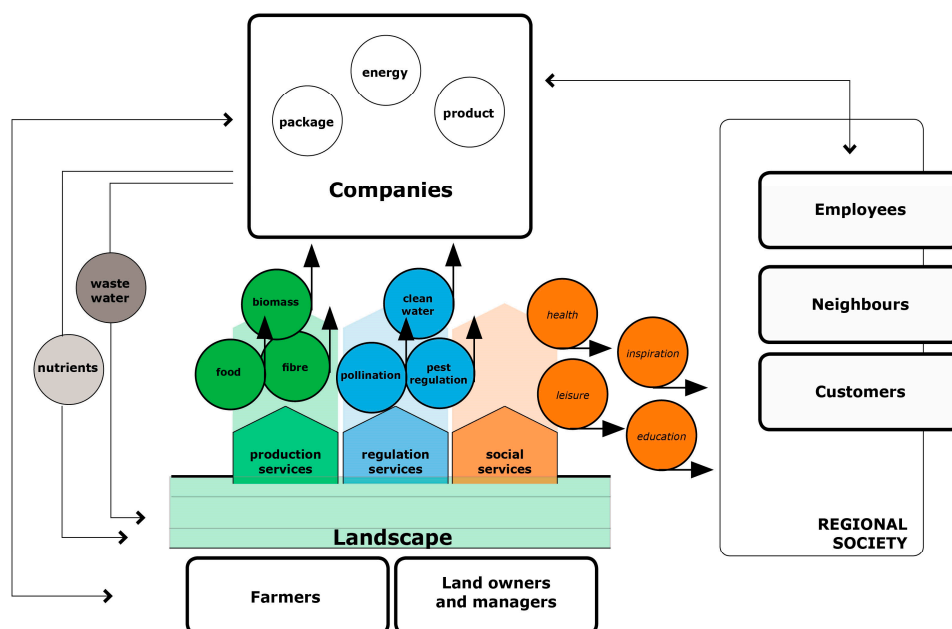 energy
package
product
Companies
Employees
Neighbours
Customers
REGIONAL
SOCIETY
waste
water
nutrients
biomass
food
fibre
clean
water
pollination
pest
regulation
health
inspiration
leisure
education
production
services
regulation
services
social
services
Landscape
Farmers
Land owners
and managers